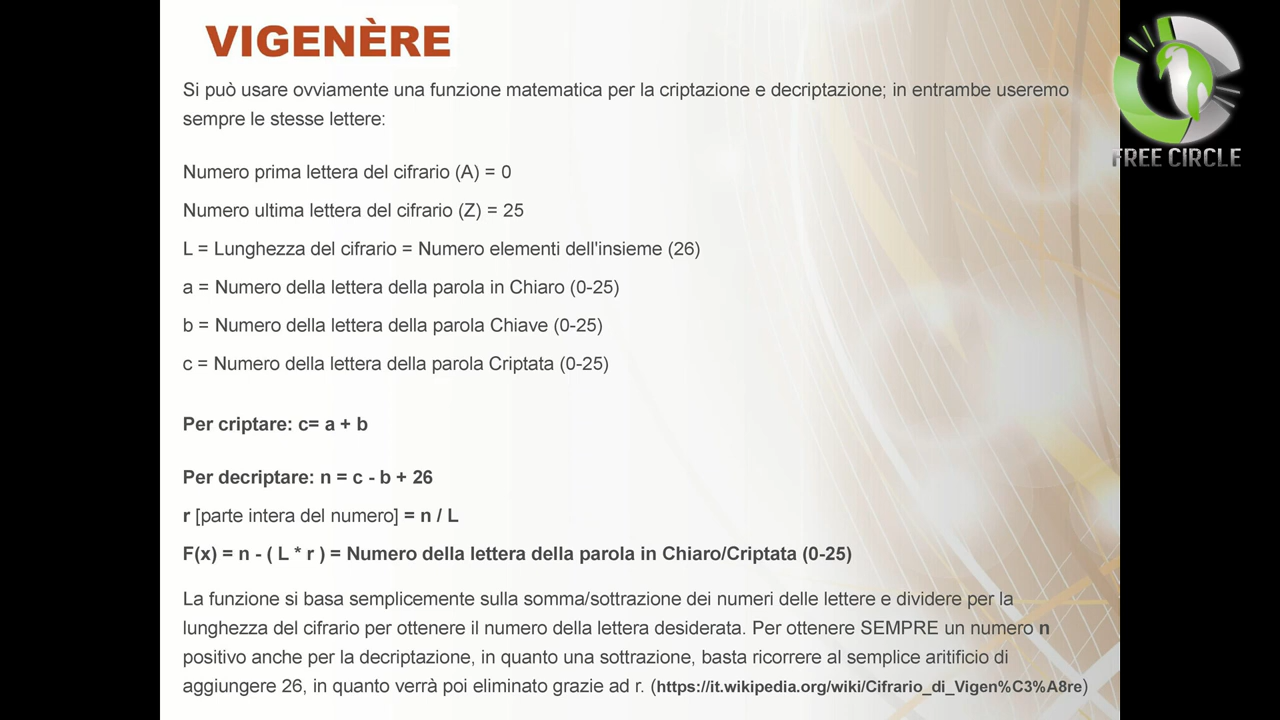 VIGENÈRE
Si può usare ovviamente una funzione matematica per la criptazione e decriptazione; in entrambe useremo
sempre le stesse lettere:
Numero prima lettera del cifrario (A) = 0
Numero ultima lettera del cifrario (Z) = 25
L = Lunghezza del cifrario = Numero elementi dell'insieme (26)
a = Numero della lettera della parola in Chiaro (0-25)
b = Numero della lettera della parola Chiave (0-25)
c = Numero della lettera della parola Criptata (0-25)
Per criptare: c= a + b
Per decriptare: n = c - b + 26
r [parte intera del numero] = n / L
F(x) = n - ( L * r ) = Numero della lettera della parola in Chiaro/Criptata (0-25)
La funzione si basa semplicemente sulla somma/sottrazione dei numeri delle lettere e dividere per la
lunghezza del cifrario per ottenere il numero della lettera desiderata. Per ottenere SEMPRE un numero n
positivo anche per la decriptazione, in quanto una sottrazione, basta ricorrere al semplice aritificio di
aggiungere 26, in quanto verrà poi eliminato grazie ad r. (https://it.wikipedia.org/wiki/Cifrario_di_Vigen%C3%A8re)
FREE CIRCLE